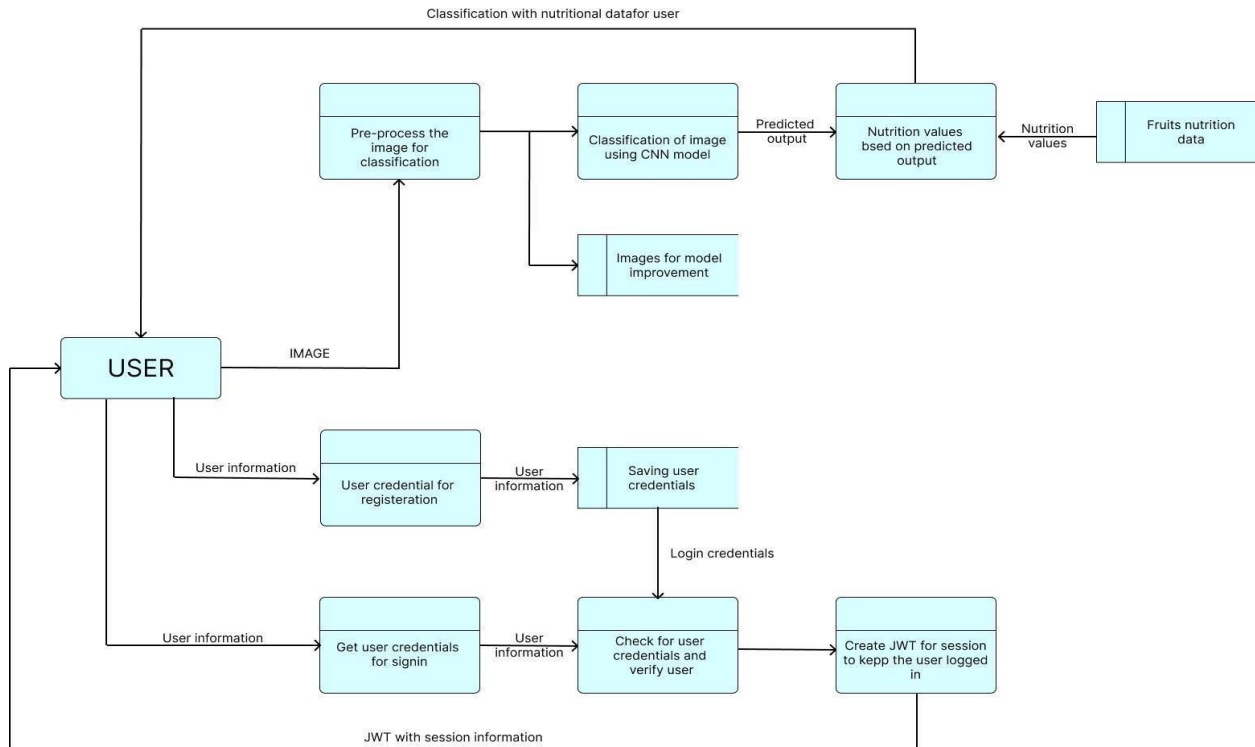 Classification with nutritional datafor user
Pre-process the
image for
classification
Classification of image
using CNN model
Predicted
output
Nutrition values
bsed on predicted
output
Nutrition
values
Fruits nutrition
data
Images for model
improvement
USER
IMAGE
User information
User credential for
registeration
User
information
Saving user
credentials
Login credentials
User information
Get user credentials
for signin
User
information
Check for user
credentials and
verify user
Create JWT for session
to kepp the user logged
in
JWT with session information